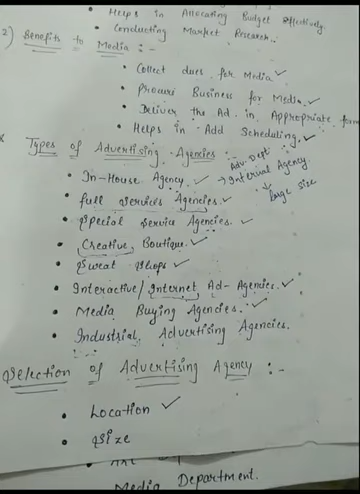 Helps in Allocating Budget effectively.
• Conducting Market Research.
2) Benefits to Media :-
• Collect dues for Media ✓
• Procure Business for Media. ✓
• Deliver the Ad. in Appropriate form
• Helps in Add Scheduling. ✓
Types of Advertising Agencies :-
Adv. Dept.
• In-House Agency. ✓ → Internal Agency
↓ large size
• full services Agencies. ✓
• Special Service Agencies. ✓
• Creative Boutique. ✓
• Sweat Shops ✓
• Interactive/Internet Ad-Agencies. ✓
• Media Buying Agencies. ✓
• Industrial Advertising Agencies.
Selection of Advertising Agency :-
• Location ✓
• Size
Media Department.